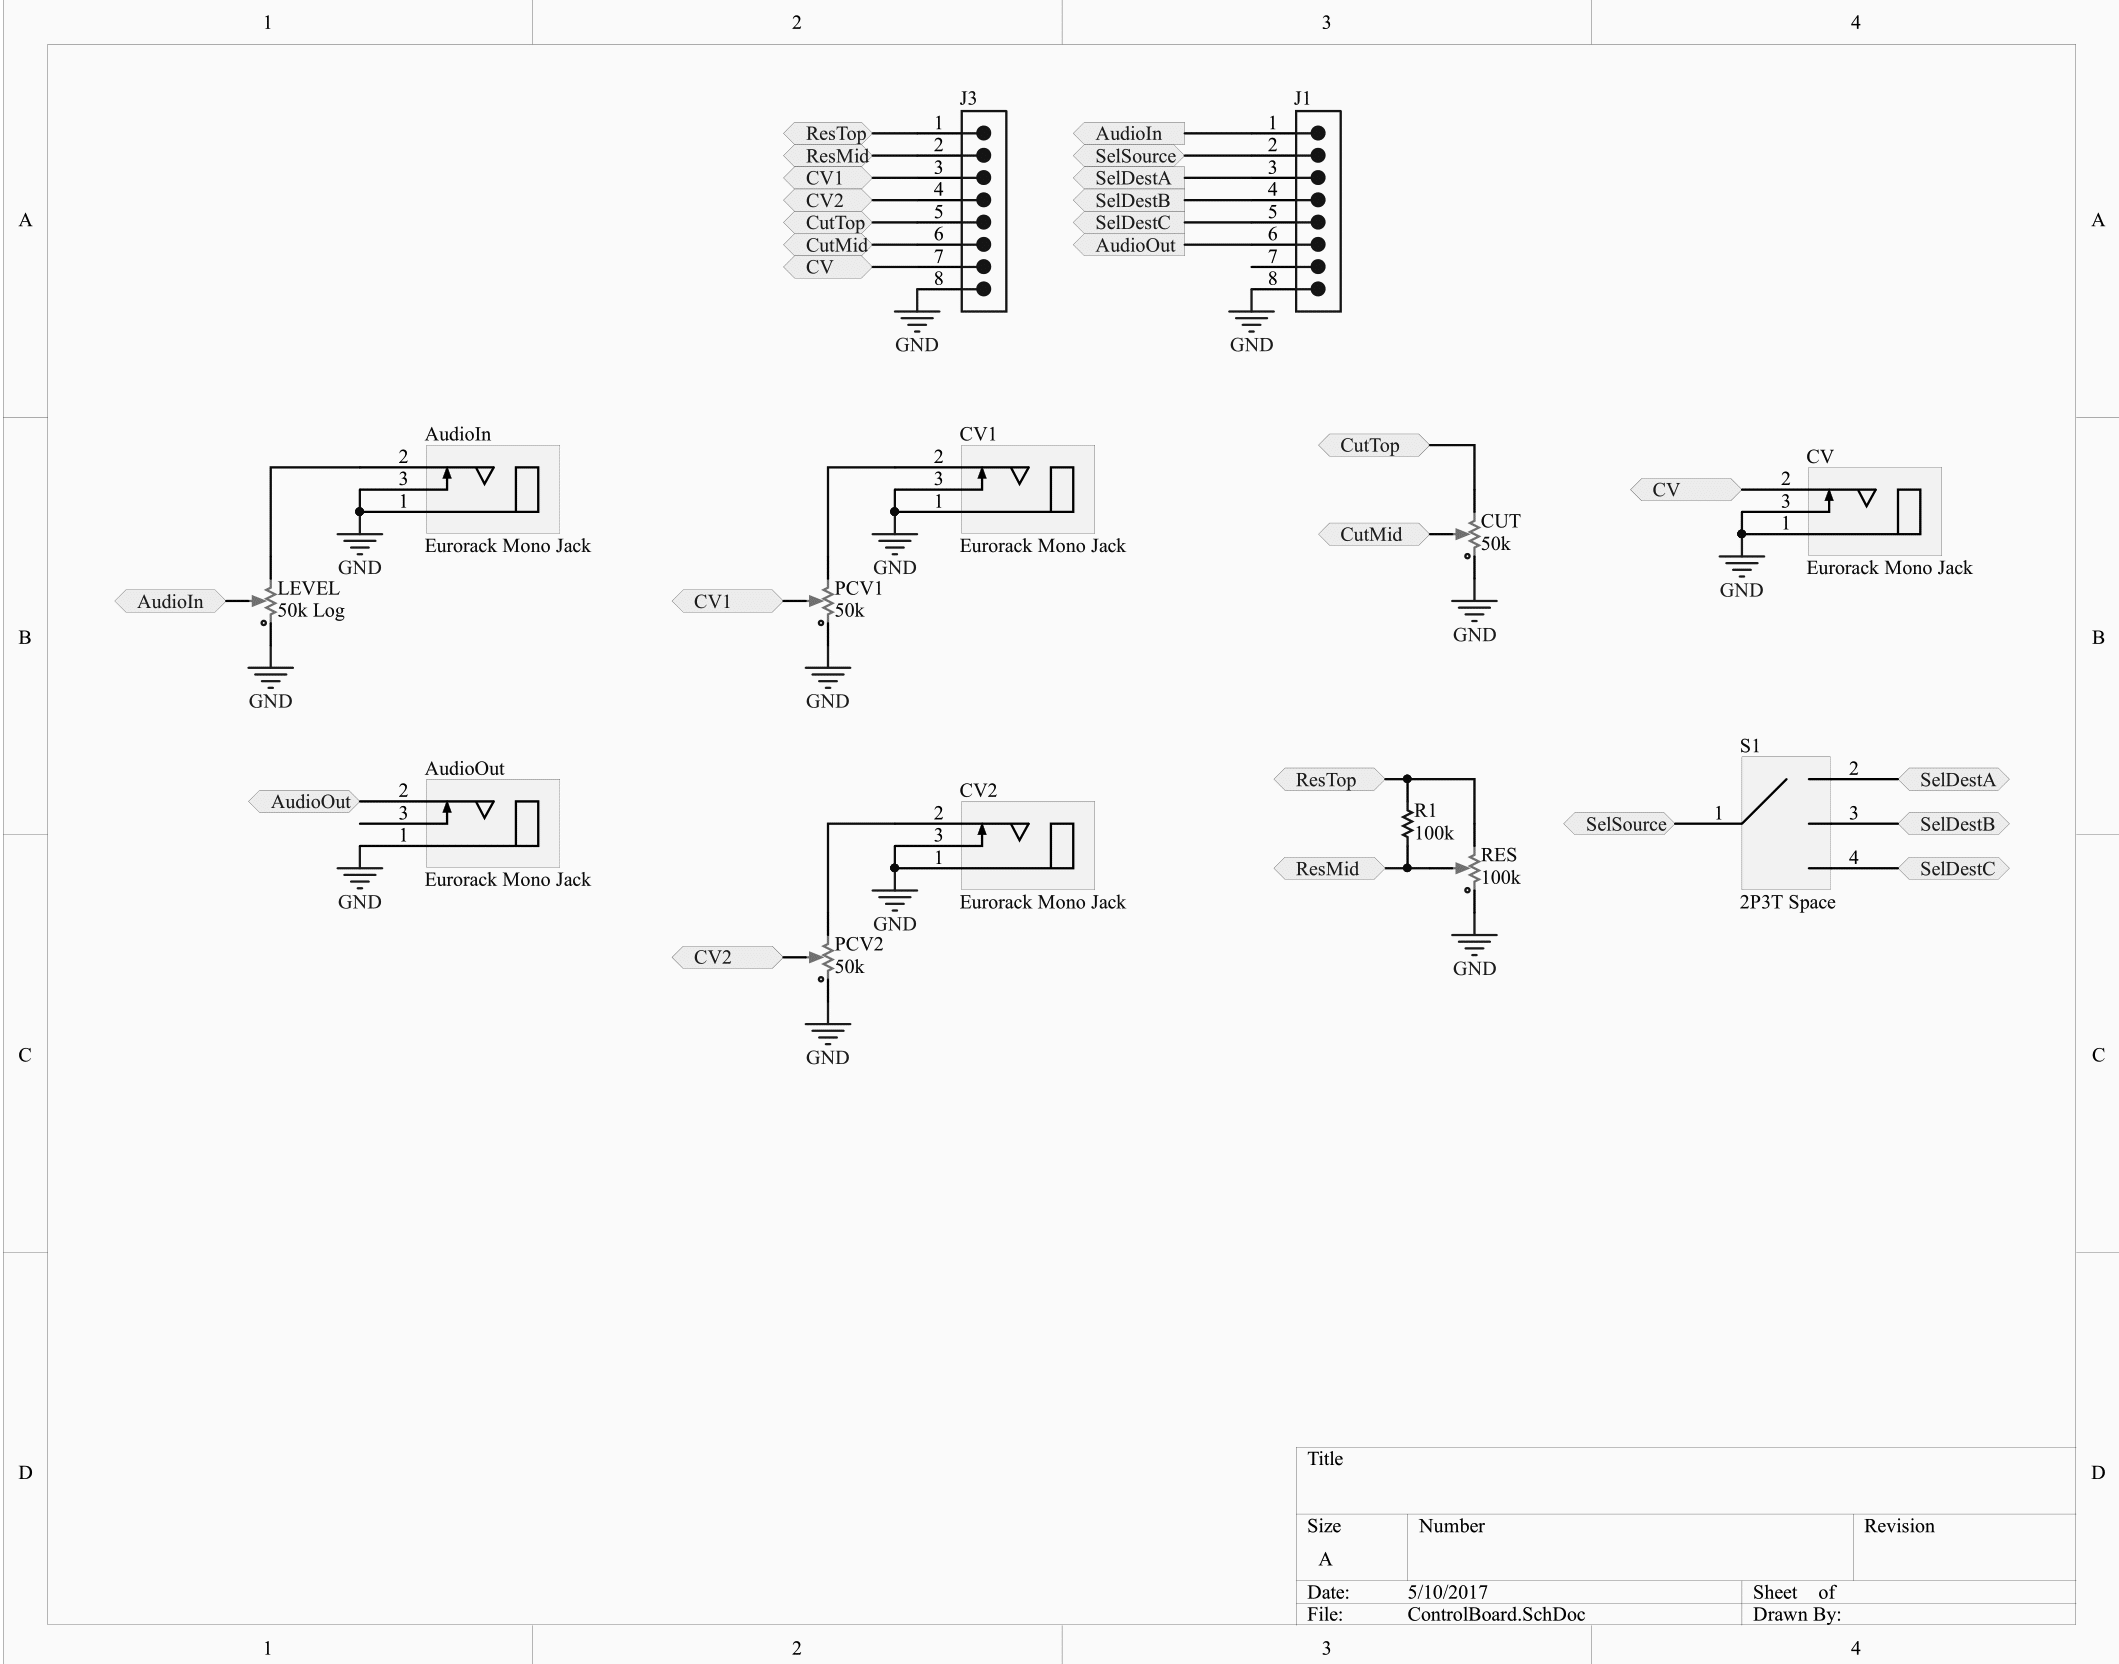 1 2 3 4
A A
J3
ResTop 1
ResMid 2
CV1 3
CV2 4
CutTop 5
CutMid 6
CV 7
8
GND
J1
AudioIn 1
SelSource 2
SelDestA 3
SelDestB 4
SelDestC 5
AudioOut 6
7
8
GND
B B
AudioIn
2
3
1
Eurorack Mono Jack
GND
AudioIn
LEVEL
50k Log
GND
CV1
2
3
1
Eurorack Mono Jack
GND
CV1
PCV1
50k
GND
CutTop
CutMid
CUT
50k
GND
CV
CV 2
3
1
Eurorack Mono Jack
GND
AudioOut
AudioOut 2
3
1
Eurorack Mono Jack
GND
CV2
2
3
1
Eurorack Mono Jack
GND
CV2
PCV2
50k
GND
ResTop
R1
100k
ResMid
RES
100k
GND
S1
SelSource 1
2 SelDestA
3 SelDestB
4 SelDestC
2P3T Space
C C
D D
Title
Size Number Revision
A
Date: 5/10/2017 Sheet of
File: ControlBoard.SchDoc Drawn By:
1 2 3 4